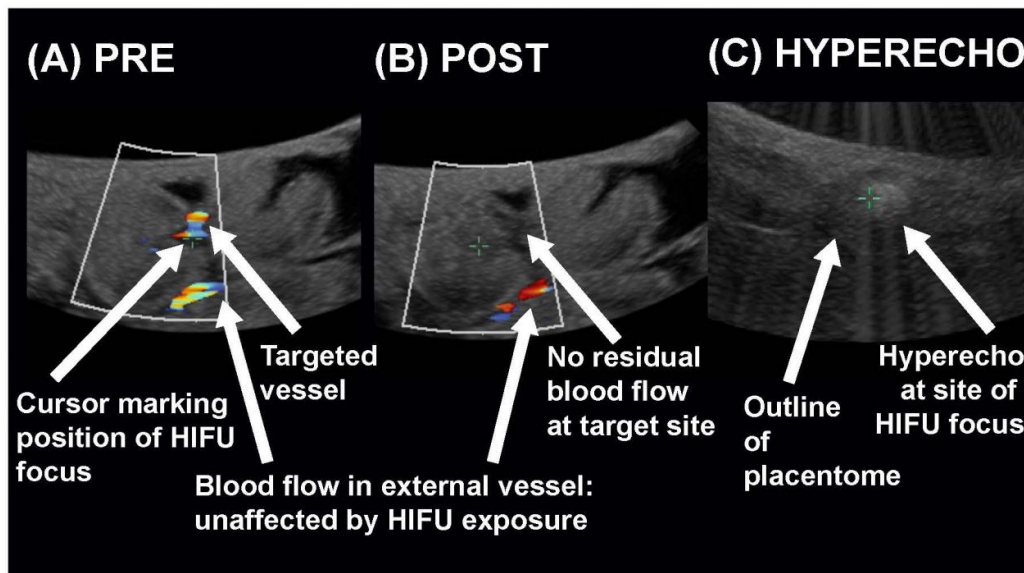 (A) PRE
(B) POST
(C) HYPERECHO
Targeted
vessel
Cursor marking
position of HIFU
focus
Blood flow in external vessel:
unaffected by HIFU exposure
No residual
blood flow
at target site
Outline
of
placentome
Hyperecho
at site of
HIFU focus